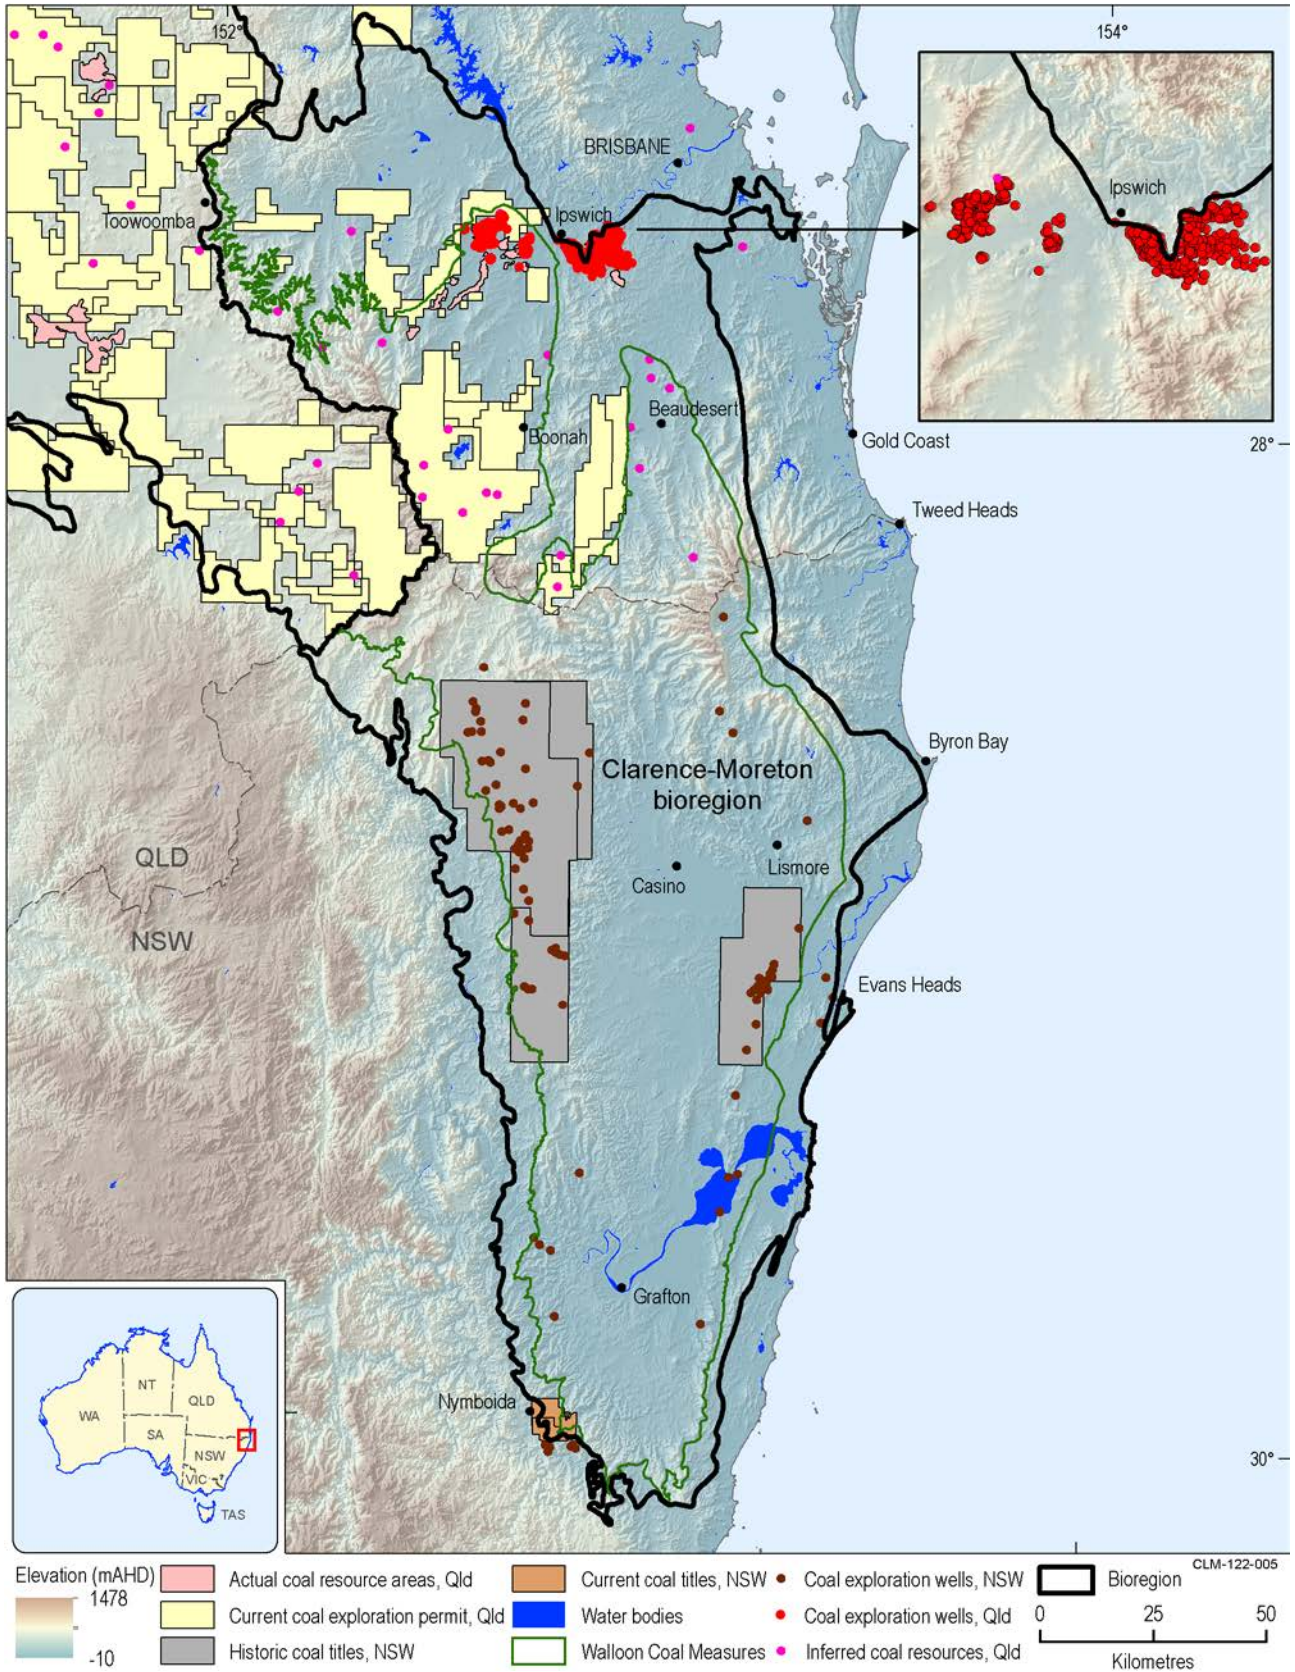 152°
154°
BRISBANE
Ipswich
Toowoomba
Ipswich
Beaudesert
Boonah
Gold Coast
28°
Tweed Heads
Byron Bay
Clarence-Moreton
bioregion
QLD
Lismore
Casino
NSW
Evans Heads
Grafton
Nymboida
30°
NT
QLD
WA
SA
NSW
VIC
TAS
CLM-122-005
Elevation (mAHD)
1478
-10
Actual coal resource areas, Qld
Current coal exploration permit, Qld
Historic coal titles, NSW
Current coal titles, NSW
Water bodies
Walloon Coal Measures
Coal exploration wells, NSW
Coal exploration wells, Qld
Inferred coal resources, Qld
Bioregion
0 25 50
Kilometres